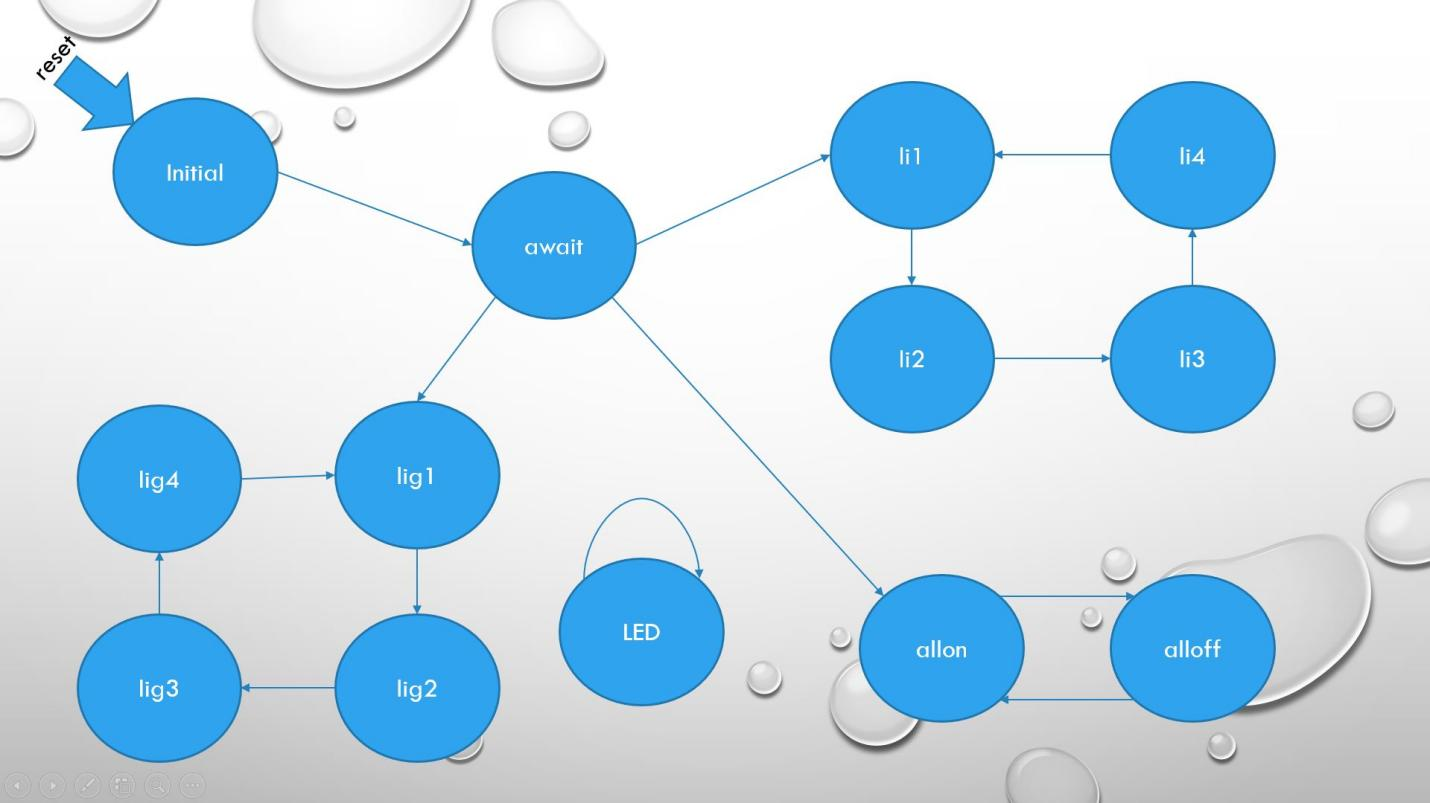 reset
Initial
await
li1
li4
li2
li3
lig4
lig1
LED
lig3
lig2
allon
alloff